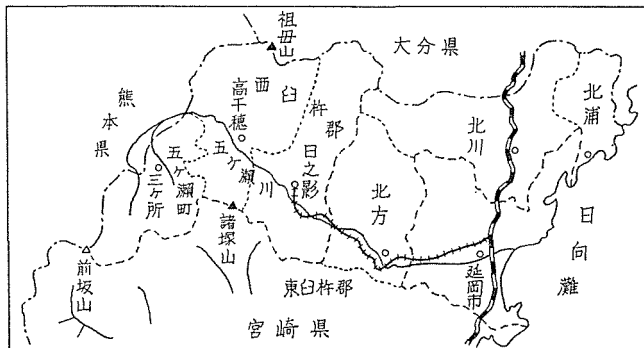 祖母山
大分県
熊本県
高千穂
西臼杵郡
日之影
五ヶ瀬川
五ヶ瀬町
三ヶ所
諸塚山
前坂山
北方
北川
北浦
日向灘
延岡市
東臼杵郡
宮崎県